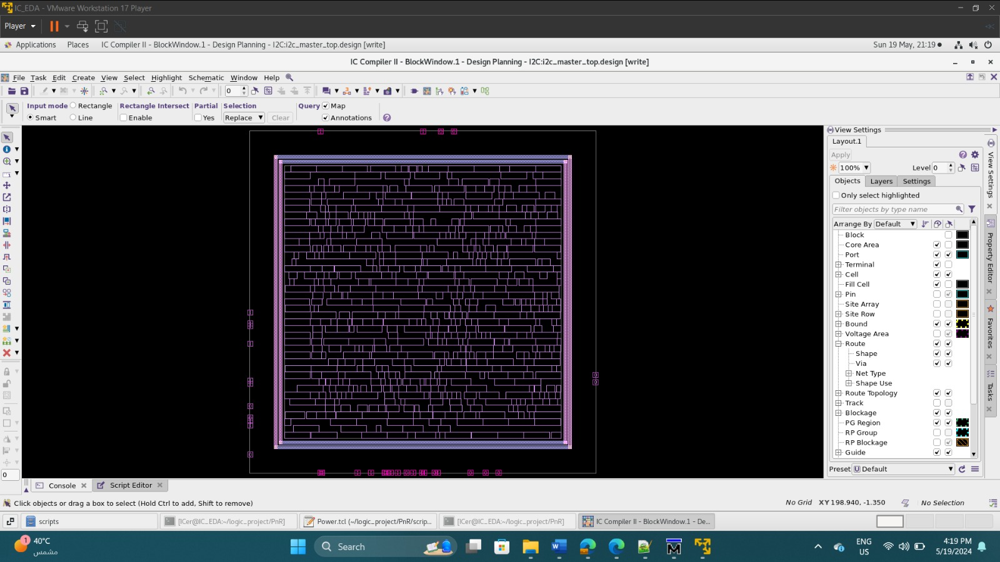 IC_EDA - VMware Workstation 17 Player
Player
Applications Places IC Compiler II - BlockWindow.1 - Design Planning - I2C:i2c_master_top.design [write] Sun 19 May, 21:19
IC Compiler II - BlockWindow.1 - Design Planning - I2C:i2c_master_top.design [write]
File Task Edit Create View Select Highlight Schematic Window Help
0
Input mode Rectangle Rectangle Intersect Partial Selection Query Map
Smart Line Enable Yes Replace Clear Annotations
View Settings
Layout.1
Apply
100% Level 0
Objects Layers Settings
Only select highlighted
Filter objects by type name
Arrange By Default
Block
Core Area
Port
Terminal
Cell
Fill Cell
Pin
Site Array
Site Row
Bound
Voltage Area
Route
Shape
Via
Net Type
Shape Use
Route Topology
Track
Blockage
PG Region
RP Group
RP Blockage
Guide
Preset Default
View Settings
Property Editor
Favorites
Tasks
0
Console Script Editor
Click objects or drag a box to select (Hold Ctrl to add, Shift to remove) No Grid XY 198.940, -1.350 No Selection
scripts [ICer@IC_EDA:~/logic_project/PnR] Power.tcl (~/logic_project/PnR/scrip... [ICer@IC_EDA:~/logic_project/PnR] IC Compiler II - BlockWindow.1 - De...
1
40°C
مشمس
Search
ENG
US
4:19 PM
5/19/2024